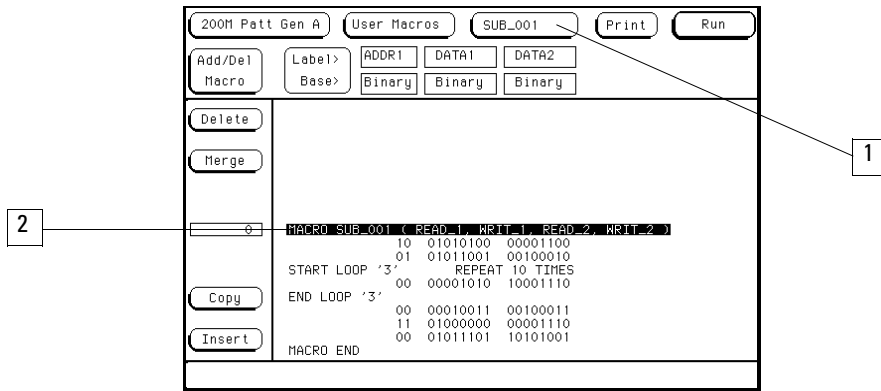 200M Patt Gen A User Macros SUB_001 Print Run
Add/Del Macro
Label> ADDR1 DATA1 DATA2
Base> Binary Binary Binary
Delete
1
Merge
2
0 MACRO SUB_001 ( READ_1, WRIT_1, READ_2, WRIT_2 )
10 01010100 00001100
01 01011001 00100010
START LOOP '3' REPEAT 10 TIMES
00 00001010 10001110
Copy
END LOOP '3'
00 00010011 00100011
11 01000000 00001110
Insert
00 01011101 10101001
MACRO END